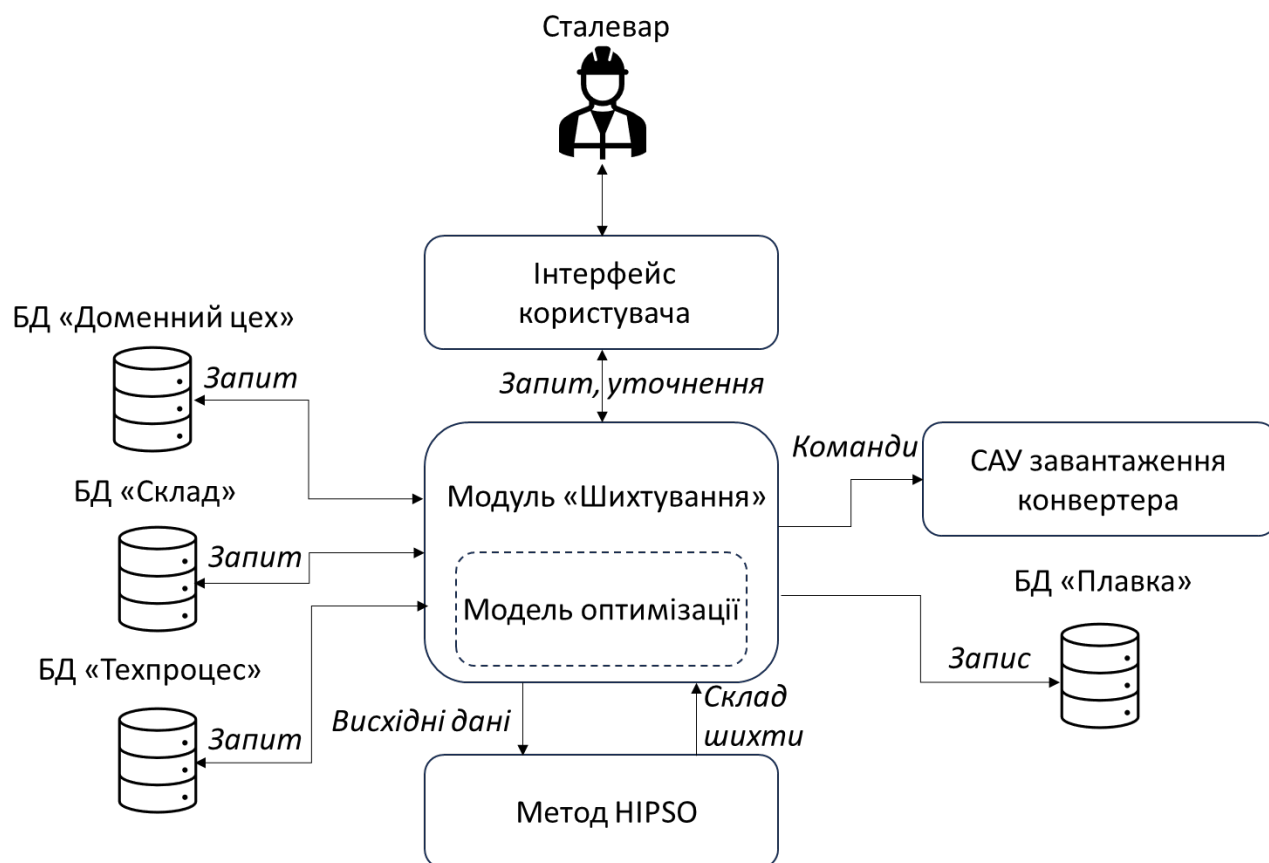 Сталевар
Інтерфейс
користувача
БД «Доменний цех»
Запит
Запит, уточнення
Команди
САУ завантаження
конвертера
БД «Склад»
Модуль «Шихтування»
Запит
БД «Плавка»
Модель оптимізації
БД «Техпроцес»
Запис
Запит
Висхідні дані
Склад
шихти
Метод HIPSO